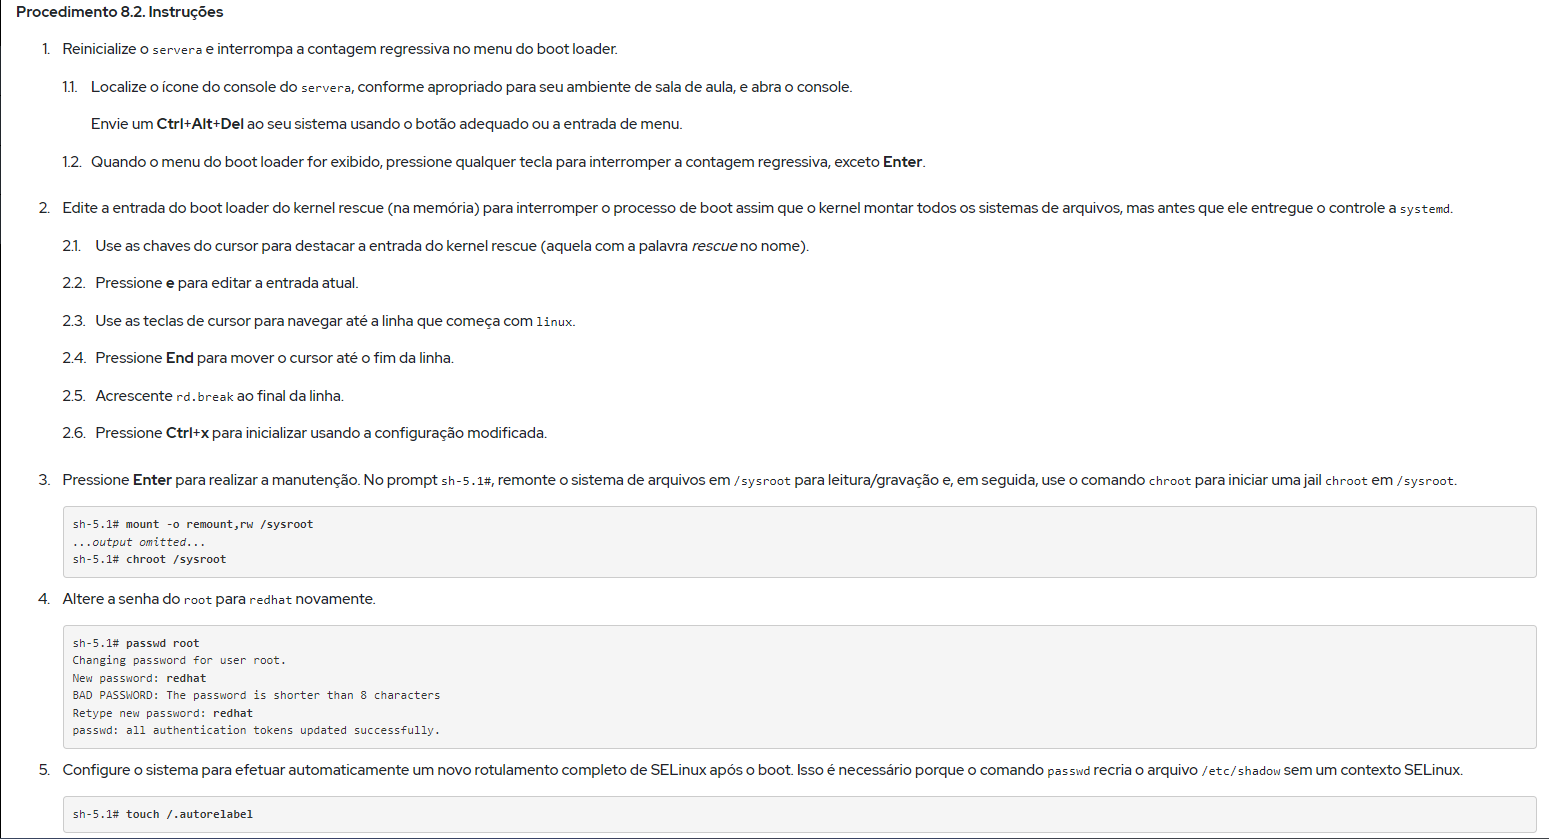 Procedimento 8.2. Instruções
1. Reinicialize o servera e interrompa a contagem regressiva no menu do boot loader.
1.1. Localize o ícone do console do servera, conforme apropriado para seu ambiente de sala de aula, e abra o console.
Envie um Ctrl+Alt+Del ao seu sistema usando o botão adequado ou a entrada de menu.
1.2. Quando o menu do boot loader for exibido, pressione qualquer tecla para interromper a contagem regressiva, exceto Enter.
2. Edite a entrada do boot loader do kernel rescue (na memória) para interromper o processo de boot assim que o kernel montar todos os sistemas de arquivos, mas antes que ele entregue o controle a systemd.
2.1. Use as chaves do cursor para destacar a entrada do kernel rescue (aquela com a palavra rescue no nome).
2.2. Pressione e para editar a entrada atual.
2.3. Use as teclas de cursor para navegar até a linha que começa com linux.
2.4. Pressione End para mover o cursor até o fim da linha.
2.5. Acrescente rd.break ao final da linha.
2.6. Pressione Ctrl+x para inicializar usando a configuração modificada.
3. Pressione Enter para realizar a manutenção. No prompt sh-5.1#, remonte o sistema de arquivos em /sysroot para leitura/gravação e, em seguida, use o comando chroot para iniciar uma jail chroot em /sysroot.
sh-5.1# mount -o remount,rw /sysroot
...output omitted...
sh-5.1# chroot /sysroot
4. Altere a senha do root para redhat novamente.
sh-5.1# passwd root
Changing password for user root.
New password: redhat
BAD PASSWORD: The password is shorter than 8 characters
Retype new password: redhat
passwd: all authentication tokens updated successfully.
5. Configure o sistema para efetuar automaticamente um novo rotulamento completo de SELinux após o boot. Isso é necessário porque o comando passwd recria o arquivo /etc/shadow sem um contexto SELinux.
sh-5.1# touch /.autorelabel